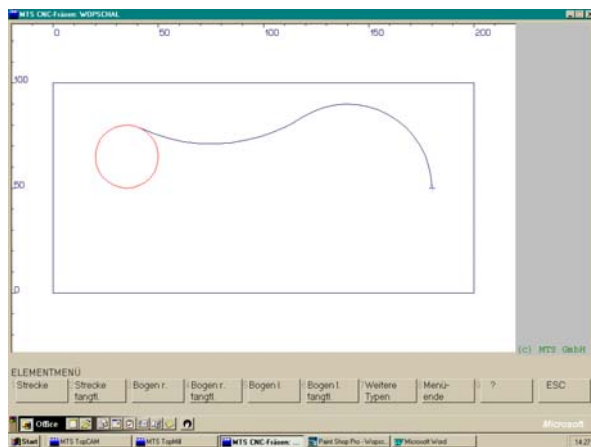 MTS CNC-Fräsen: WOPSCHAL
0 50 100 150 200
100
50
0
(c) MTS GmbH
ELEMENTMENÜ
Strecke Strecke tangtl. Bogen r. Bogen r. tangtl. Bogen l. Bogen l. tangtl. Weitere Typen Menü-ende ? ESC
Office Microsoft
Start MTS TopCAM MTS TopMill MTS CNC-Fräsen: ... Paint Shop Pro - Wopsc... Microsoft Word 14:27